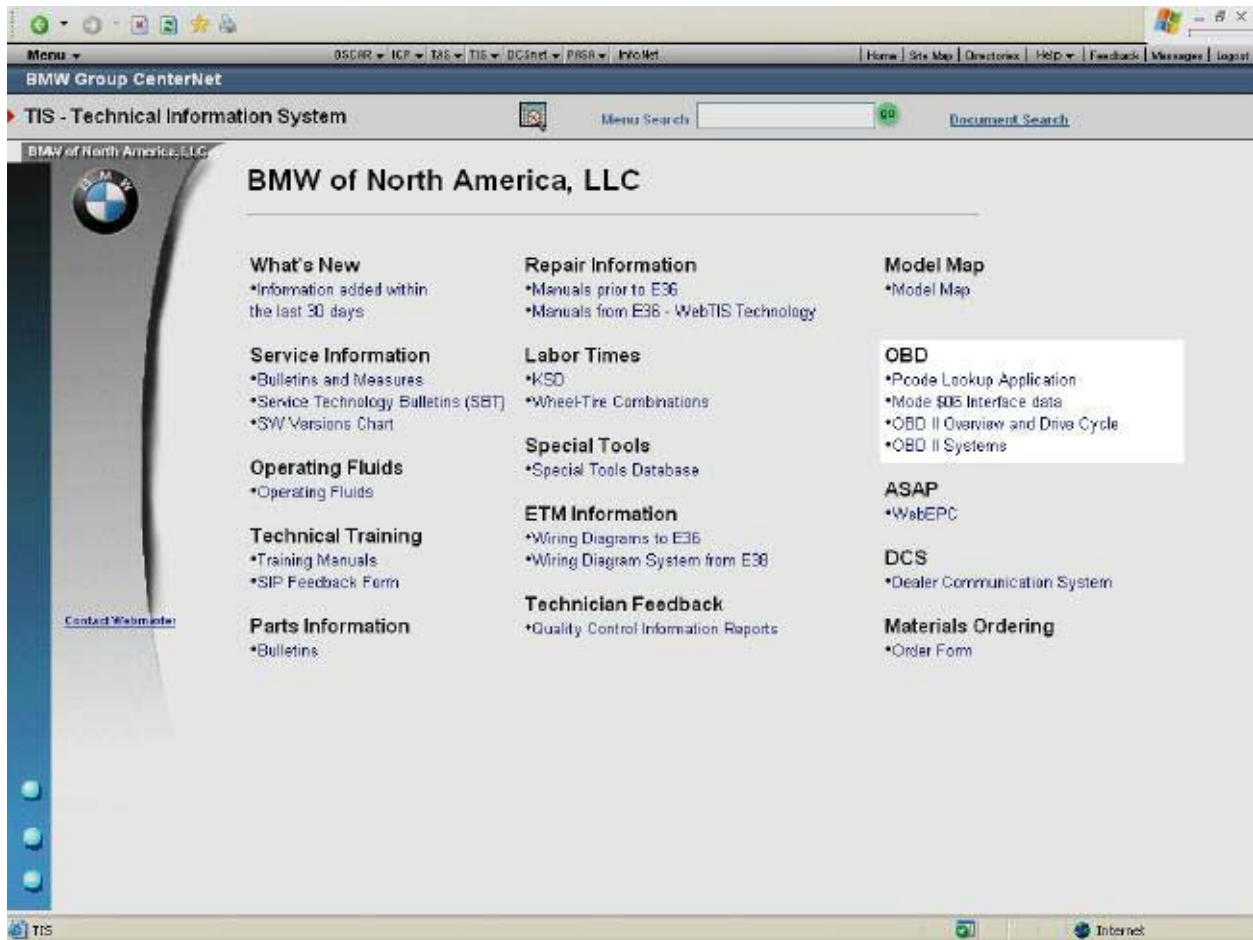 Menu OSCAR ICP TAS TIS DCSnet PASA InfoNet Home Site Map Directories Help Feedback Messages Logout
BMW Group CenterNet
TIS - Technical Information System Menu Search GO Document Search
BMW of North America, LLC
BMW
BMW of North America, LLC
What's New
•Information added within
the last 30 days
Service Information
•Bulletins and Measures
•Service Technology Bulletins (SBT)
•SW Versions Chart
Operating Fluids
•Operating Fluids
Technical Training
•Training Manuals
•SIP Feedback Form
Parts Information
•Bulletins
Repair Information
•Manuals prior to E36
•Manuals from E36 - WebTIS Technology
Labor Times
•KSD
•Wheel-Tire Combinations
Special Tools
•Special Tools Database
ETM Information
•Wiring Diagrams to E36
•Wiring Diagram System from E38
Technician Feedback
•Quality Control Information Reports
Model Map
•Model Map
OBD
•Pcode Lookup Application
•Mode $06 Interface data
•OBD II Overview and Drive Cycle
•OBD II Systems
ASAP
•WebEPC
DCS
•Dealer Communication System
Materials Ordering
•Order Form
Contact Webmaster
TIS Internet